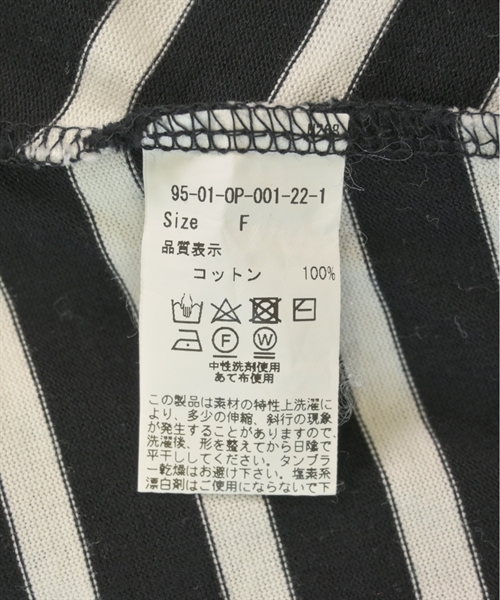 95-01-OP-001-22-1
Size F
品質表示
コットン 100%
F W
中性洗剤使用
あて布使用
この製品は素材の特性上洗濯に
より、多少の伸縮、斜行の現象
が発生することがありますので、
洗濯後、形を整えてから日陰で
平干ししてください。タンブラ
ー乾燥はお避け下さい。塩素系
漂白剤はご使用にならないで下